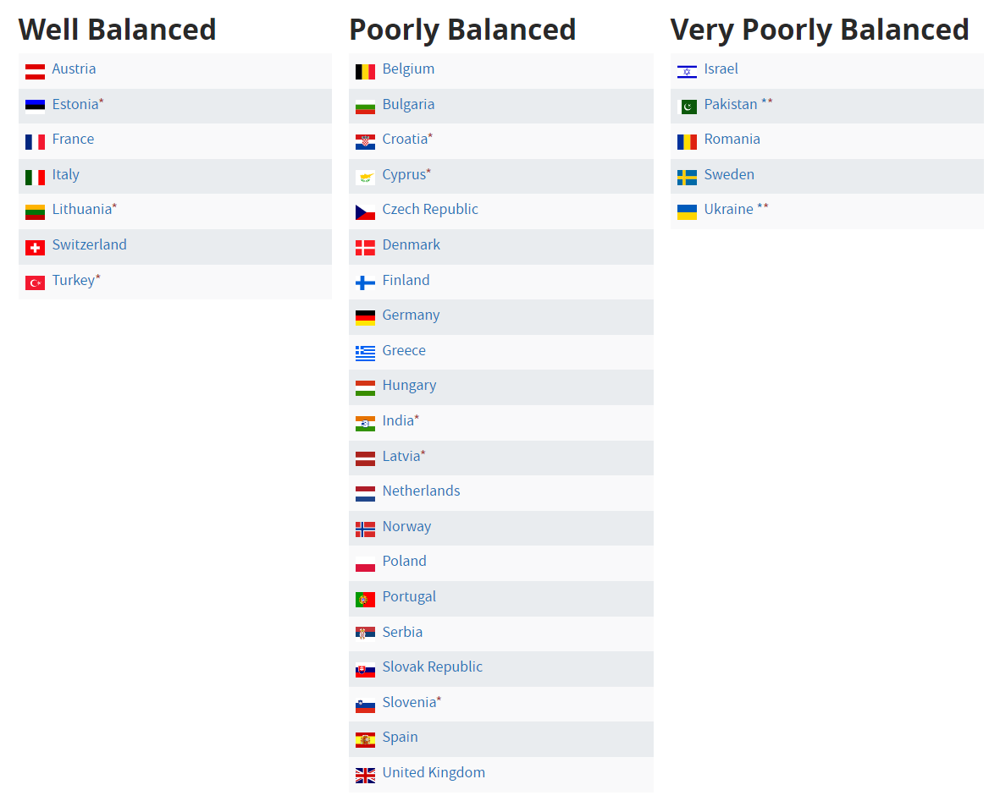 Well Balanced
Austria
Estonia*
France
Italy
Lithuania*
Switzerland
Turkey*
Poorly Balanced
Belgium
Bulgaria
Croatia*
Cyprus*
Czech Republic
Denmark
Finland
Germany
Greece
Hungary
India*
Latvia*
Netherlands
Norway
Poland
Portugal
Serbia
Slovak Republic
Slovenia*
Spain
United Kingdom
Very Poorly Balanced
Israel
Pakistan **
Romania
Sweden
Ukraine **